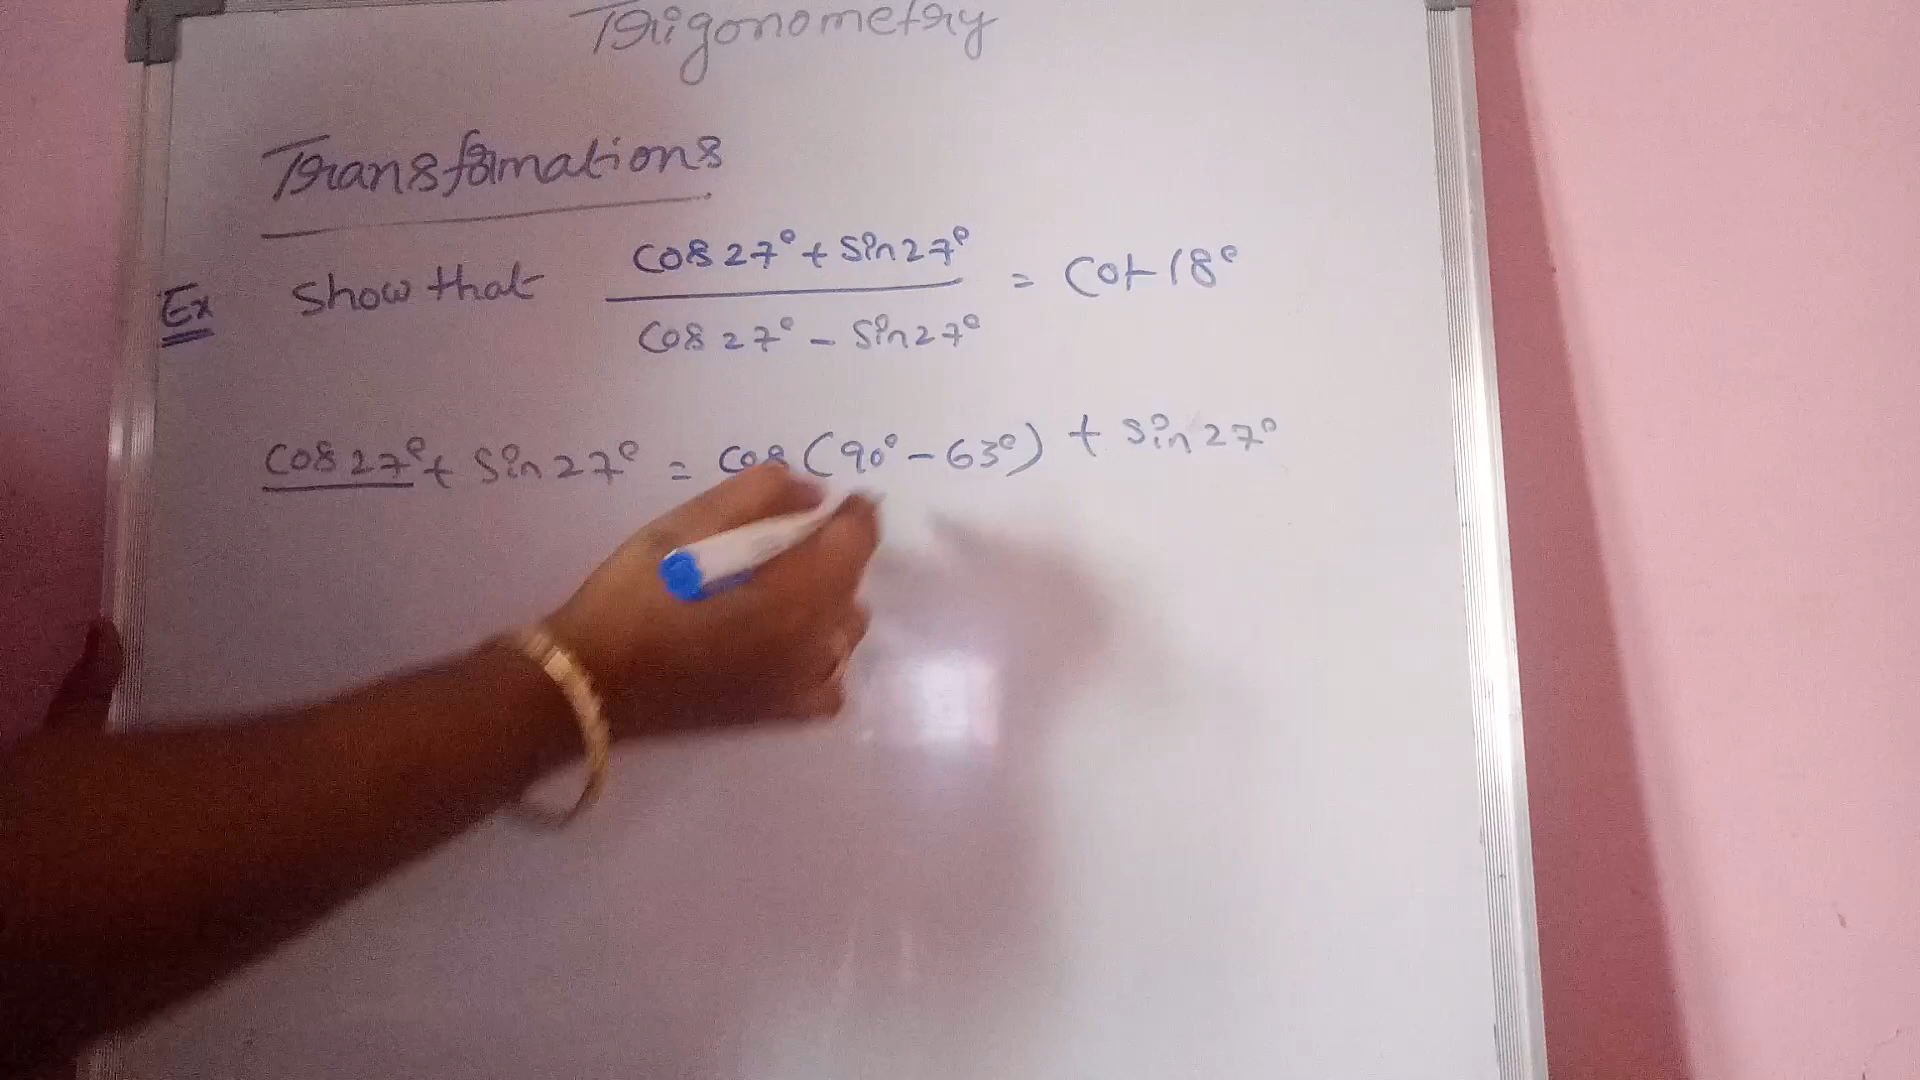 Trigonometry
Transformations
Ex Show that cos 27° + sin 27° / cos 27° - sin 27° = cot 18°
cos 27° + sin 27° = cos (90° - 63°) + sin 27°